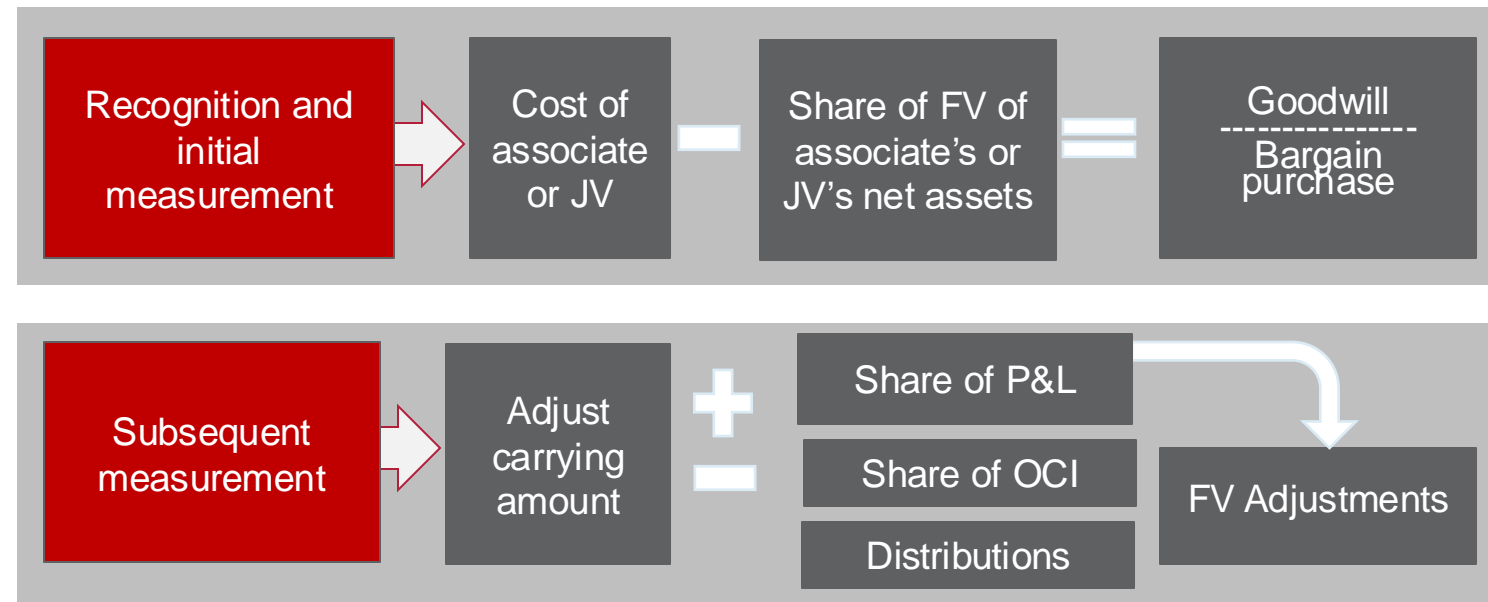 Recognition and
initial
measurement
Cost of
associate
or JV
Share of FV of
associate’s or
JV’s net assets
Goodwill
---------------
Bargain
purchase
Subsequent
measurement
Adjust
carrying
amount
Share of P&L
Share of OCI
Distributions
FV Adjustments